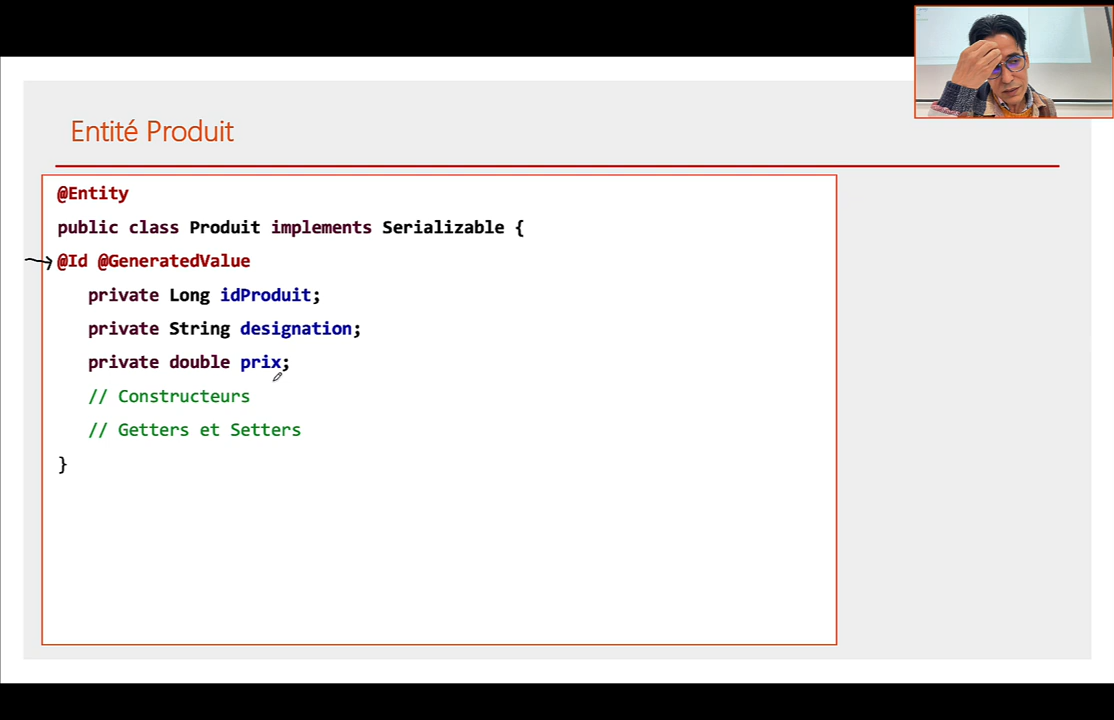 Entité Produit
@Entity
public class Produit implements Serializable {
@Id @GeneratedValue
private Long idProduit;
private String designation;
private double prix;
// Constructeurs
// Getters et Setters
}